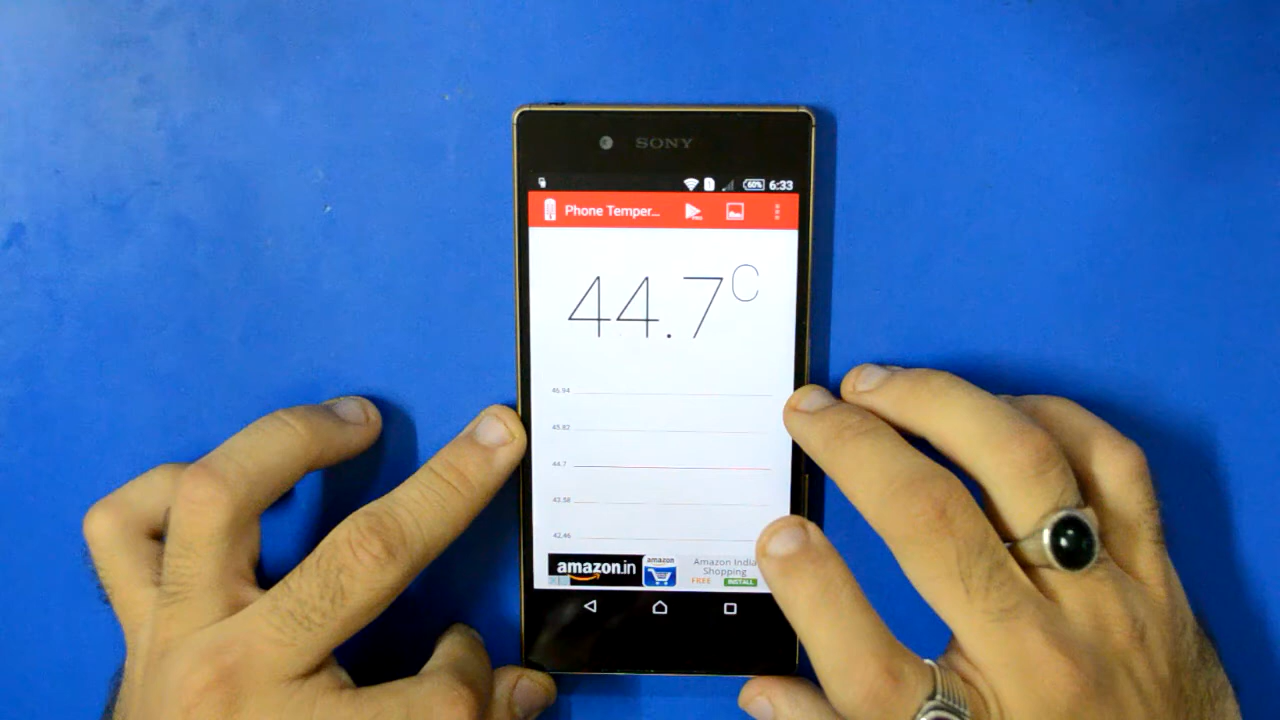 SONY
60% 6:33
Phone Temper...
44.7C
46.94
45.82
44.7
43.58
42.46
amazon.in
amazon
Amazon India
Shopping
FREE INSTALL